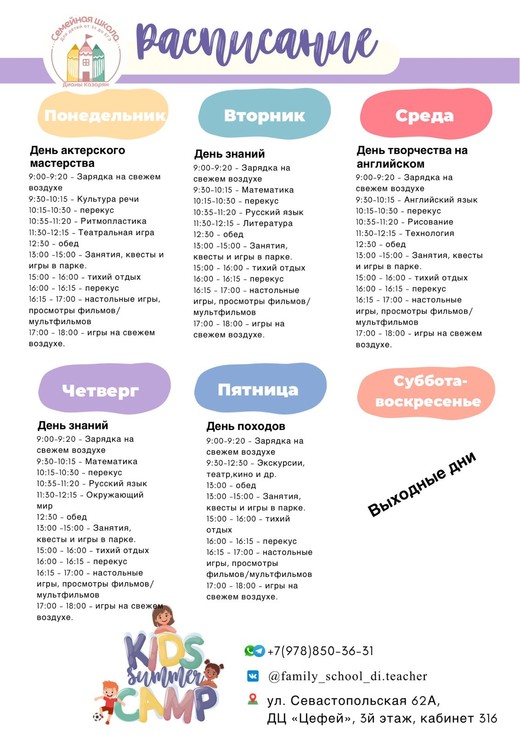 Семейная школа
для детей от 2х до 17л
Дианы Казарян
Расписание
Понедельник
День актерского
мастерства
9:00-9:20 - Зарядка на свежем
воздухе
9:30-10:15 - Культура речи
10:15-10:30 - перекус
10:35-11:20 - Ритмопластика
11:30-12:15 - Театральная игра
12:30 - обед
13:00 -15:00 - Занятия, квесты и
игры в парке.
15:00 - 16:00 - тихий отдых
16:00 - 16:15 - перекус
16:15 - 17:00 - настольные игры,
просмотры фильмов/
мультфильмов
17:00 - 18:00 - игры на свежем
воздухе.
Вторник
День знаний
9:00-9:20 - Зарядка на
свежем воздухе
9:30-10:15 - Математика
10:15-10:30 - перекус
10:35-11:20 - Русский язык
11:30-12:15 - Литература
12:30 - обед
13:00 -15:00 - Занятия,
квесты и игры в парке.
15:00 - 16:00 - тихий отдых
16:00 - 16:15 - перекус
16:15 - 17:00 - настольные
игры, просмотры фильмов/
мультфильмов
17:00 - 18:00 - игры на
свежем воздухе.
Среда
День творчества на
английском
9:00-9:20 - Зарядка на
свежем воздухе
9:30-10:15 - Английский язык
10:15-10:30 - перекус
10:35-11:20 - Рисование
11:30-12:15 - Технология
12:30 - обед
13:00 -15:00 - Занятия, квесты
и игры в парке.
15:00 - 16:00 - тихий отдых
16:00 - 16:15 - перекус
16:15 - 17:00 - настольные
игры, просмотры фильмов/
мультфильмов
17:00 - 18:00 - игры на свежем
воздухе.
Четверг
День знаний
9:00-9:20 - Зарядка на
свежем воздухе
9:30-10:15 - Математика
10:15-10:30 - перекус
10:35-11:20 - Русский язык
11:30-12:15 - Окружающий
мир
12:30 - обед
13:00 -15:00 - Занятия,
квесты и игры в парке.
15:00 - 16:00 - тихий отдых
16:00 - 16:15 - перекус
16:15 - 17:00 - настольные
игры, просмотры фильмов/
мультфильмов
17:00 - 18:00 - игры на свежем
воздухе.
Пятница
День походов
9:00-9:20 - Зарядка на
свежем воздухе
9:30-12:30 - Экскурсии,
театр,кино и др.
13:00 - обед
13:00 -15:00 - Занятия,
квесты и игры в парке.
15:00 - 16:00 - тихий
отдых
16:00 - 16:15 - перекус
16:15 - 17:00 - настольные
игры, просмотры
фильмов/мультфильмов
17:00 - 18:00 - игры на
свежем воздухе.
Суббота-
воскресенье
Выходные дни
KIDS
summer
CAMP
+7(978)850-36-31
@family_school_di.teacher
ул. Севастопольская 62А,
ДЦ «Цефей», 3й этаж, кабинет 316